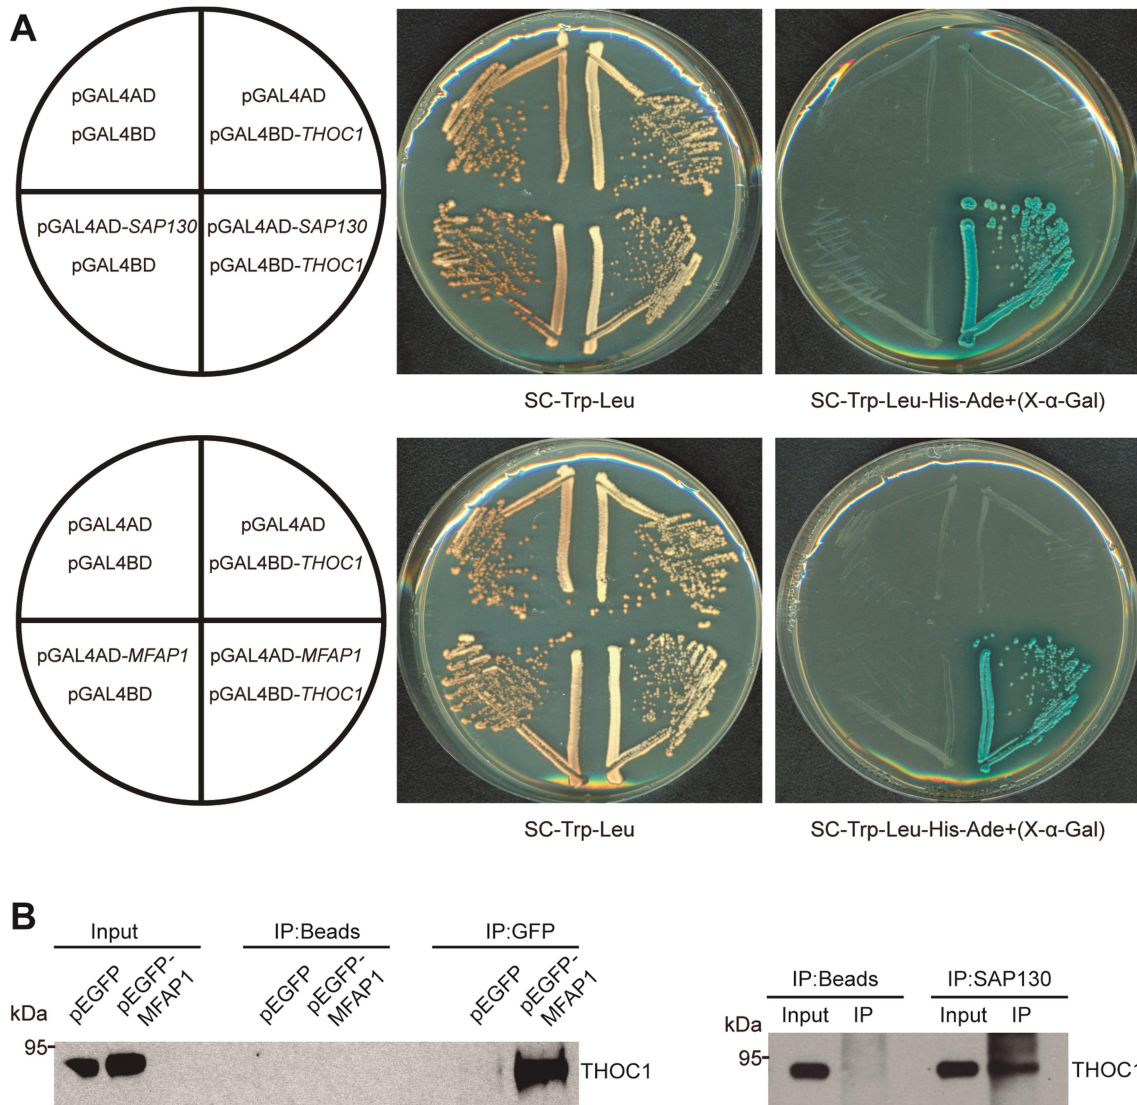 A
pGAL4AD
pGAL4BD
pGAL4AD
pGAL4BD-THOC1
pGAL4AD-SAP130
pGAL4BD
pGAL4AD-SAP130
pGAL4BD-THOC1
SC-Trp-Leu
SC-Trp-Leu-His-Ade+(X-α-Gal)
pGAL4AD
pGAL4BD
pGAL4AD
pGAL4BD-THOC1
pGAL4AD-MFAP1
pGAL4BD
pGAL4AD-MFAP1
pGAL4BD-THOC1
SC-Trp-Leu
SC-Trp-Leu-His-Ade+(X-α-Gal)
B
Input
IP:Beads
IP:GFP
pEGFP
pEGFP-
MFAP1
pEGFP
pEGFP-
MFAP1
pEGFP
pEGFP-
MFAP1
kDa
95
THOC1
IP:Beads
IP:SAP130
Input
IP
Input
IP
kDa
95
THOC1